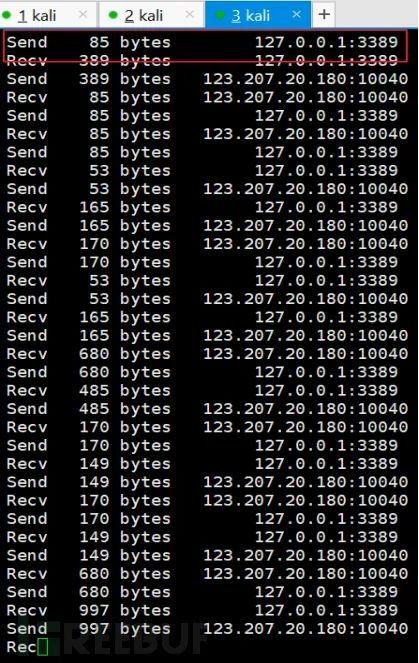 1 kali × 2 kali × 3 kali × +
Send 85 bytes 127.0.0.1:3389
Recv 389 bytes 127.0.0.1:3389
Send 389 bytes 123.207.20.180:10040
Recv 85 bytes 123.207.20.180:10040
Send 85 bytes 127.0.0.1:3389
Recv 85 bytes 123.207.20.180:10040
Send 85 bytes 127.0.0.1:3389
Recv 53 bytes 127.0.0.1:3389
Send 53 bytes 123.207.20.180:10040
Recv 165 bytes 127.0.0.1:3389
Send 165 bytes 123.207.20.180:10040
Recv 170 bytes 123.207.20.180:10040
Send 170 bytes 127.0.0.1:3389
Recv 53 bytes 127.0.0.1:3389
Send 53 bytes 123.207.20.180:10040
Recv 165 bytes 127.0.0.1:3389
Send 165 bytes 123.207.20.180:10040
Recv 680 bytes 123.207.20.180:10040
Send 680 bytes 127.0.0.1:3389
Recv 485 bytes 127.0.0.1:3389
Send 485 bytes 123.207.20.180:10040
Recv 170 bytes 123.207.20.180:10040
Send 170 bytes 127.0.0.1:3389
Recv 149 bytes 127.0.0.1:3389
Send 149 bytes 123.207.20.180:10040
Recv 170 bytes 123.207.20.180:10040
Send 170 bytes 127.0.0.1:3389
Recv 149 bytes 127.0.0.1:3389
Send 149 bytes 123.207.20.180:10040
Recv 680 bytes 123.207.20.180:10040
Send 680 bytes 127.0.0.1:3389
Recv 997 bytes 127.0.0.1:3389
Send 997 bytes 123.207.20.180:10040
Rec
FREEBUF